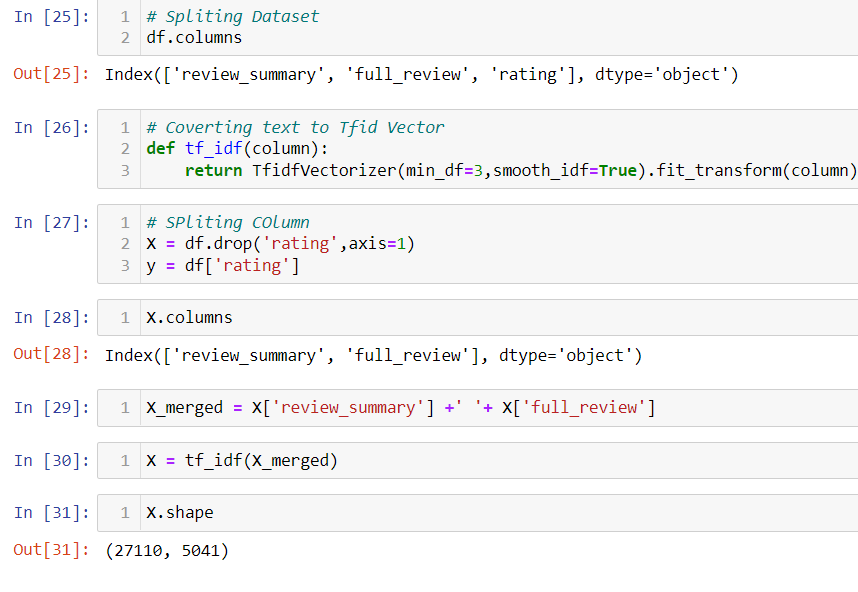 In [25]:
1 # Spliting Dataset
2 df.columns
Out[25]: Index(['review_summary', 'full_review', 'rating'], dtype='object')
In [26]:
1 # Coverting text to Tfid Vector
2 def tf_idf(column):
3     return TfidfVectorizer(min_df=3,smooth_idf=True).fit_transform(column)
In [27]:
1 # SPliting COlumn
2 X = df.drop('rating',axis=1)
3 y = df['rating']
In [28]:
1 X.columns
Out[28]: Index(['review_summary', 'full_review'], dtype='object')
In [29]:
1 X_merged = X['review_summary'] +' '+ X['full_review']
In [30]:
1 X = tf_idf(X_merged)
In [31]:
1 X.shape
Out[31]: (27110, 5041)